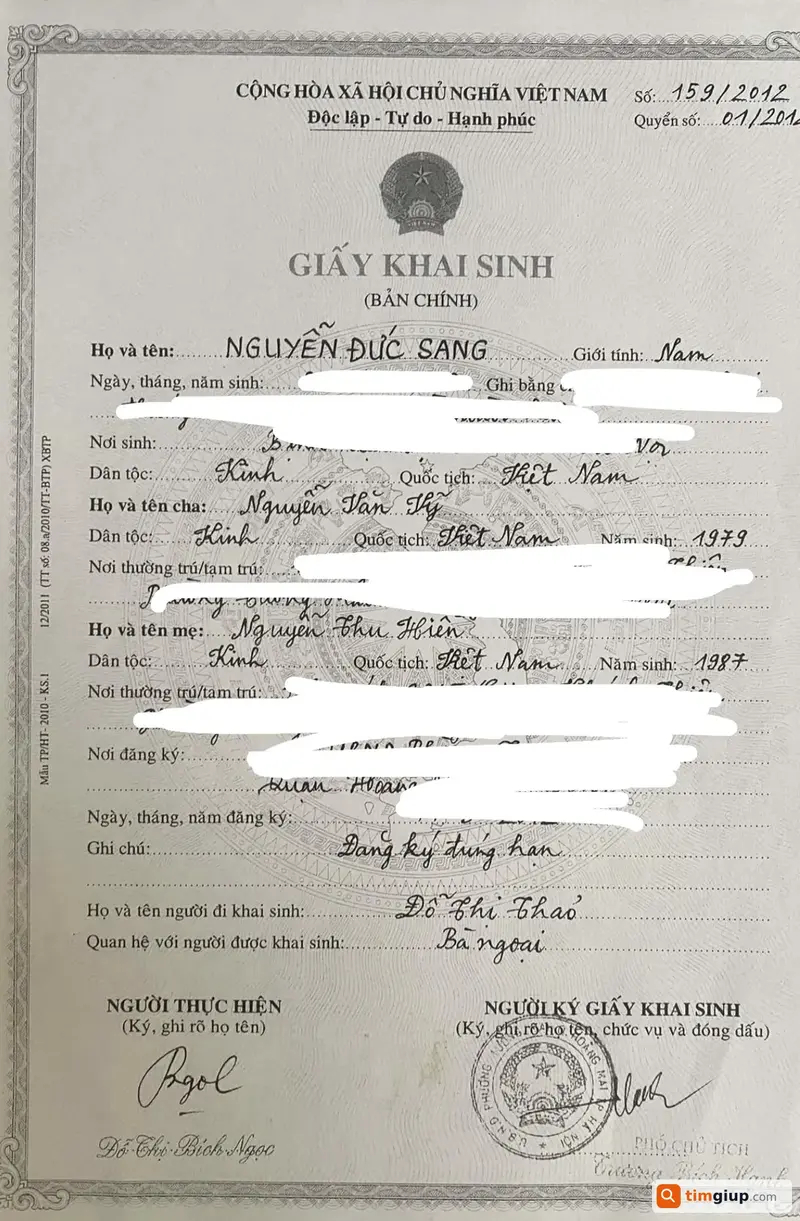 CỘNG HÒA XÃ HỘI CHỦ NGHĨA VIỆT NAM
Độc lập - Tự do - Hạnh phúc
Số: 159/2012
Quyển số: 01/201
GIẤY KHAI SINH
(BẢN CHÍNH)
Họ và tên: NGUYỄN ĐỨC SANG Giới tính: Nam
Ngày, tháng, năm sinh: Ghi bằng
Nơi sinh:
Dân tộc: Kinh Quốc tịch: Việt Nam
Họ và tên cha: Nguyễn Văn Vỹ
Dân tộc: Kinh Quốc tịch: Việt Nam Năm sinh: 1979
Nơi thường trú/tạm trú:
Họ và tên mẹ: Nguyễn Thu Hiền
Dân tộc: Kinh Quốc tịch: Việt Nam Năm sinh: 1987
Nơi thường trú/tạm trú:
Nơi đăng ký:
Ngày, tháng, năm đăng ký:
Ghi chú: Đăng ký đúng hạn
Họ và tên người đi khai sinh: Đỗ Thị Thảo
Quan hệ với người được khai sinh: Bà ngoại
NGƯỜI THỰC HIỆN
(Ký, ghi rõ họ tên)
Đỗ Thị Bích Ngọc
NGƯỜI KÝ GIẤY KHAI SINH
(Ký, ghi rõ họ tên, chức vụ và đóng dấu)
PHÓ CHỦ TỊCH
Mẫu TP/HT- 2010 - KS.1 12/2011 (TT số: 08.a/2010/TT-BTP) XBTP
timgiup.com